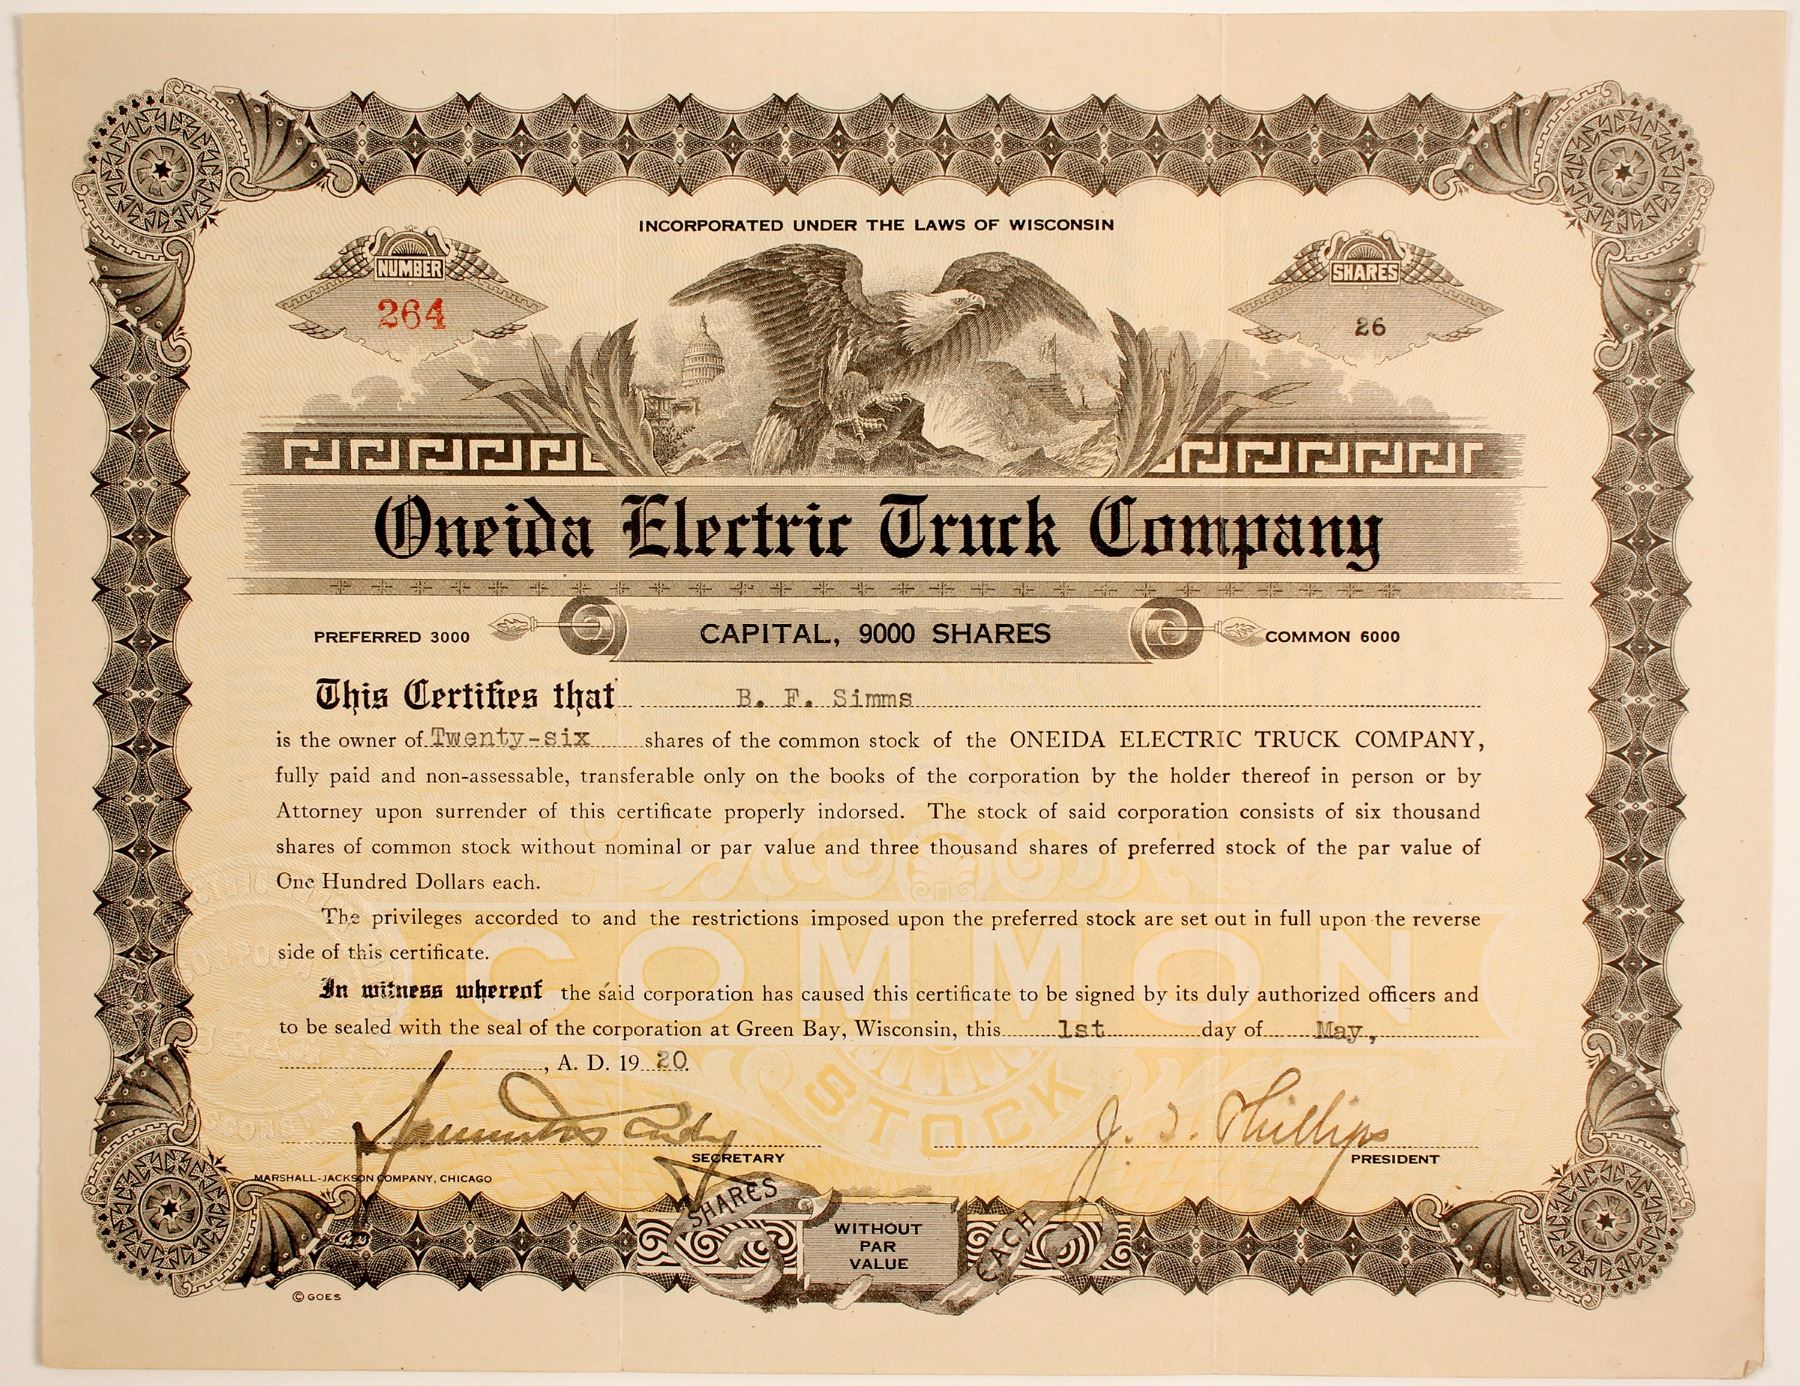 INCORPORATED UNDER THE LAWS OF WISCONSIN
NUMBER
264
SHARES
26
Oneida Electric Truck Company
PREFERRED 3000
CAPITAL, 9000 SHARES
COMMON 6000
This Certifies that B. F. Simms
is the owner of Twenty-six shares of the common stock of the ONEIDA ELECTRIC TRUCK COMPANY,
fully paid and non-assessable, transferable only on the books of the corporation by the holder thereof in person or by
Attorney upon surrender of this certificate properly indorsed. The stock of said corporation consists of six thousand
shares of common stock without nominal or par value and three thousand shares of preferred stock of the par value of
One Hundred Dollars each.
The privileges accorded to and the restrictions imposed upon the preferred stock are set out in full upon the reverse
side of this certificate.
In witness whereof the said corporation has caused this certificate to be signed by its duly authorized officers and
to be sealed with the seal of the corporation at Green Bay, Wisconsin, this 1st day of May,
, A. D. 1920.
COMMON
STOCK
J. S. Phillips
SECRETARY
PRESIDENT
MARSHALL-JACKSON COMPANY, CHICAGO
SHARES
WITHOUT
PAR
VALUE
EACH
Goes
© GOES